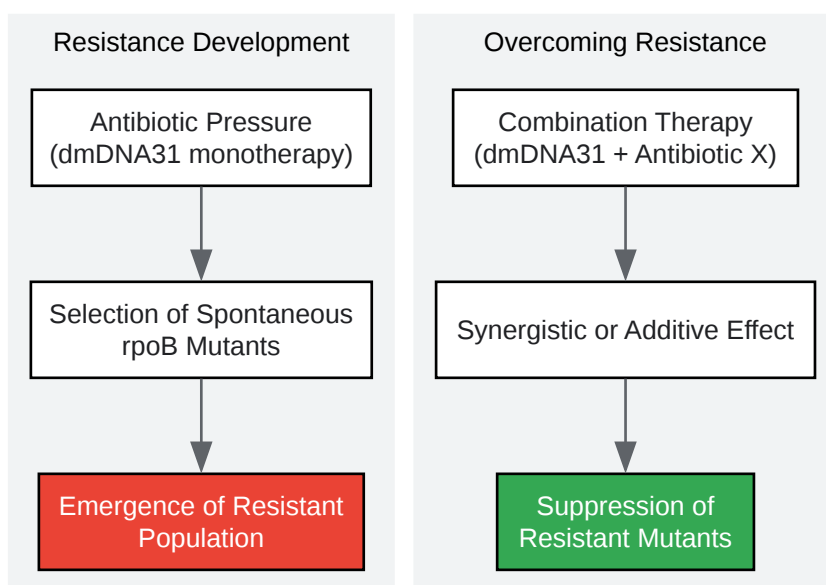 Resistance Development
Antibiotic Pressure
(dmDNA31 monotherapy)
Selection of Spontaneous
rpoB Mutants
Emergence of Resistant
Population
Overcoming Resistance
Combination Therapy
(dmDNA31 + Antibiotic X)
Synergistic or Additive Effect
Suppression of
Resistant Mutants